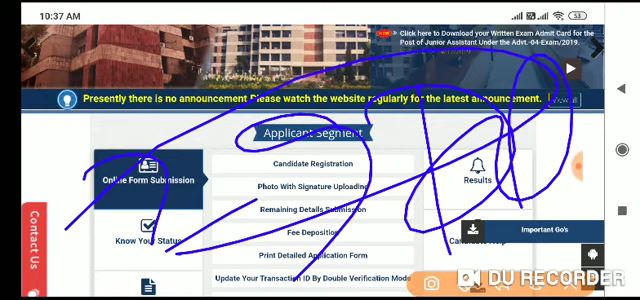 10:37 AM
53
Click here to Download your Written Exam Admit Card for the
Post of Junior Assistant Under the Advt.-04-Exam/2019.
Presently there is no announcement Please watch the website regularly for the latest announcement.
View all
Applicant Segment
Online Form Submission
Candidate Registration
Photo With Signature Uploading
Remaining Details Submission
Fee Deposition
Print Detailed Application Form
Update Your Transaction ID By Double Verification Mode
Know Your Status
Results
Important Go's
Candidate Help
Contact Us
DU RECORDER